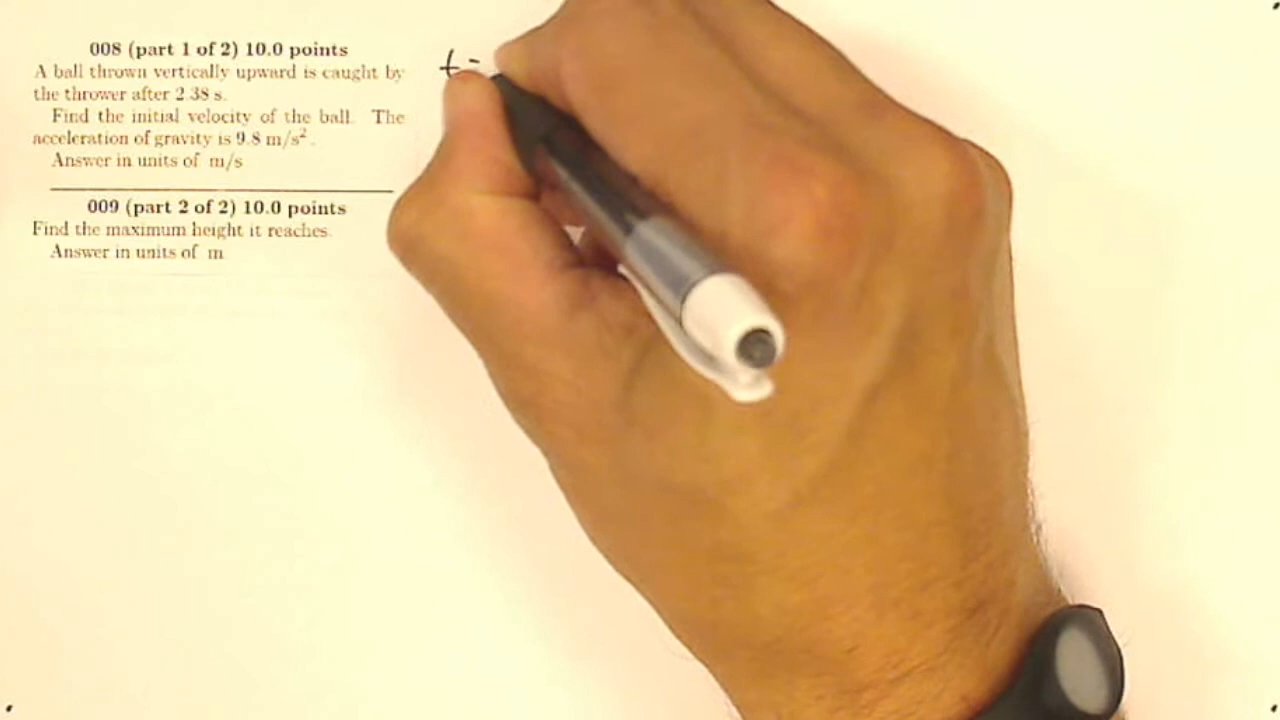 008 (part 1 of 2) 10.0 points
A ball thrown vertically upward is caught by
the thrower after 2.38 s.
Find the initial velocity of the ball. The
acceleration of gravity is 9.8 m/s².
Answer in units of m/s
009 (part 2 of 2) 10.0 points
Find the maximum height it reaches.
Answer in units of m
t=